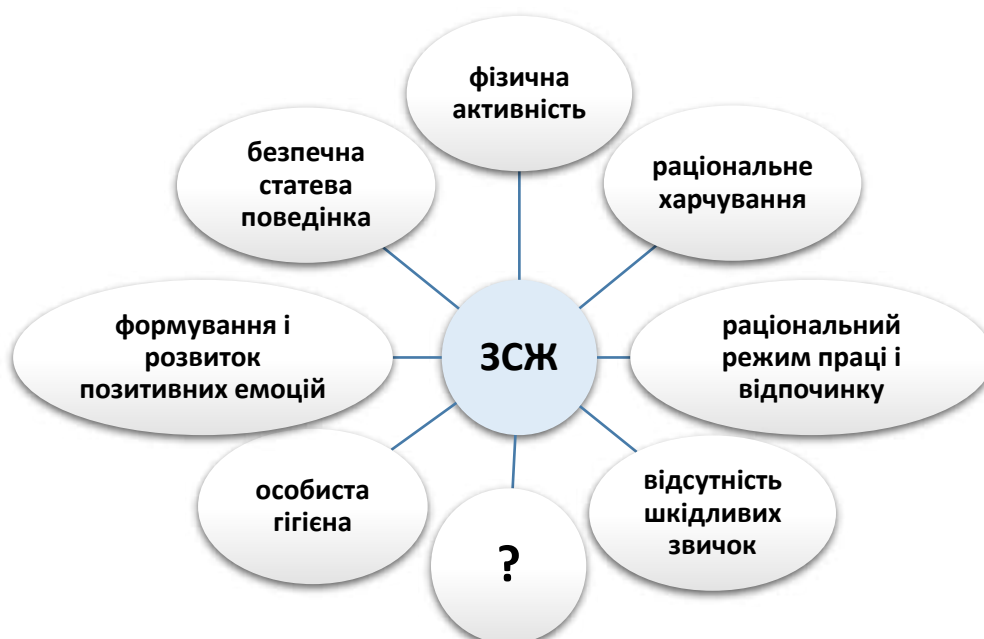 фізична
активність
безпечна
статева
поведінка
раціональне
харчування
формування і
розвиток
позитивних емоцій
ЗСЖ
раціональний
режим праці і
відпочинку
особиста
гігієна
відсутність
шкідливих
звичок
?